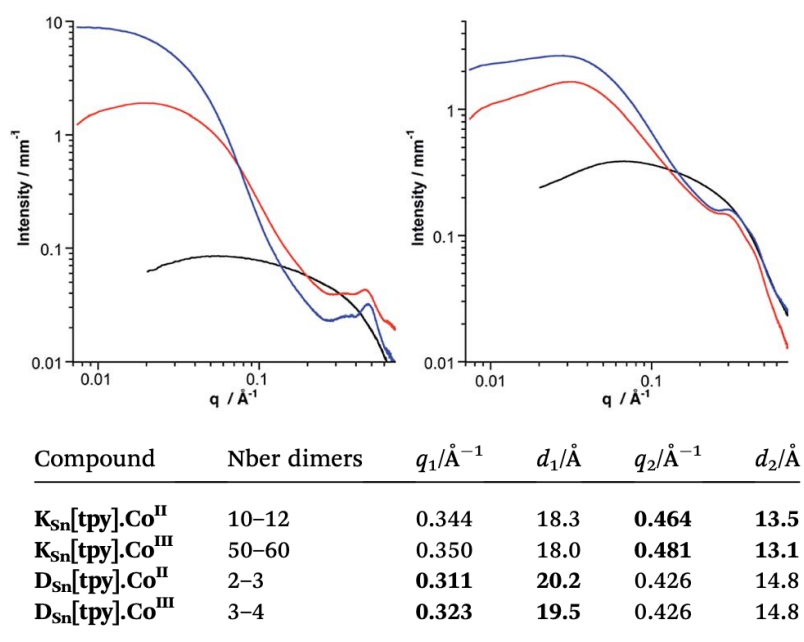 10
1
0.1
0.01
Intensity / mm-1
0.01 0.1
q / Å-1
1
0.1
0.01
Intensity / mm-1
0.01 0.1
q / Å-1
Compound Nber dimers q₁/Å⁻¹ d₁/Å q₂/Å⁻¹ d₂/Å
K_Sn[tpy].Co^II 10–12 0.344 18.3 0.464 13.5
K_Sn[tpy].Co^III 50–60 0.350 18.0 0.481 13.1
D_Sn[tpy].Co^II 2–3 0.311 20.2 0.426 14.8
D_Sn[tpy].Co^III 3–4 0.323 19.5 0.426 14.8